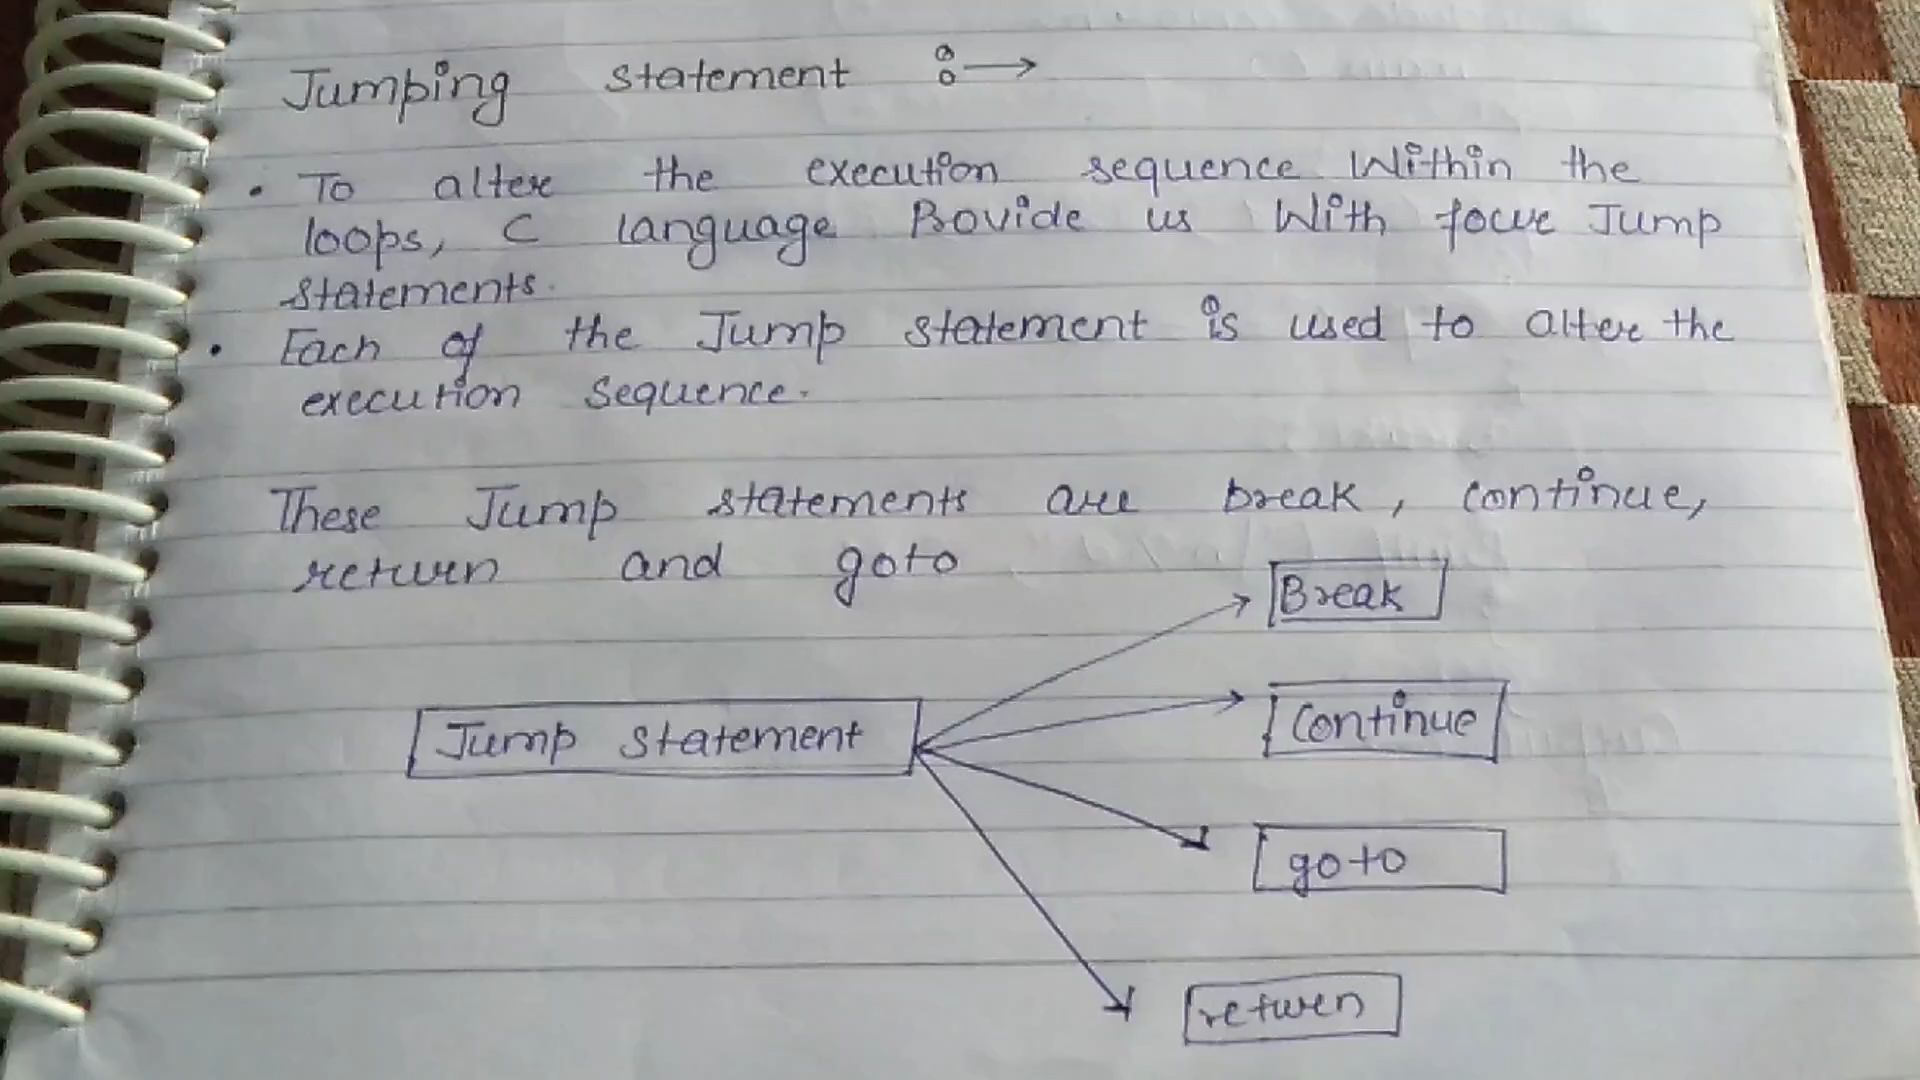 Jumping statement :→
• To alter the execution sequence Within the
loops, C language Provide us With four Jump
statements.
• Each of the Jump statement is used to alter the
execution sequence.
These Jump statements are break, continue,
return and goto
Break
Jump statement
Continue
goto
return